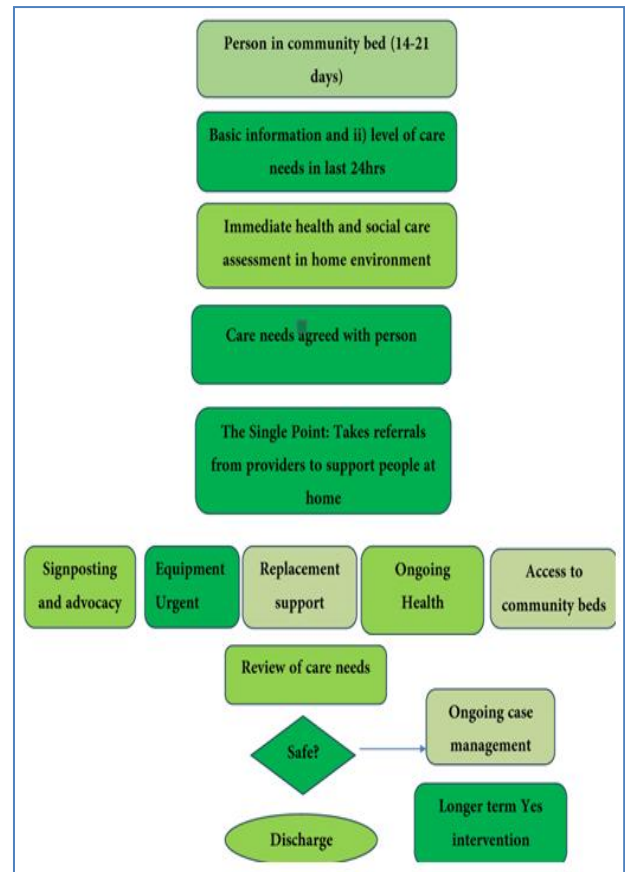 Person in community bed (14-21
days)
Basic information and ii) level of care
needs in last 24hrs
Immediate health and social care
assessment in home environment
Care needs agreed with person
The Single Point: Takes referrals
from providers to support people at
home
Signposting
and advocacy
Equipment
Urgent
Replacement
support
Ongoing
Health
Access to
community beds
Review of care needs
Safe?
Ongoing case
management
Longer term Yes
intervention
Discharge